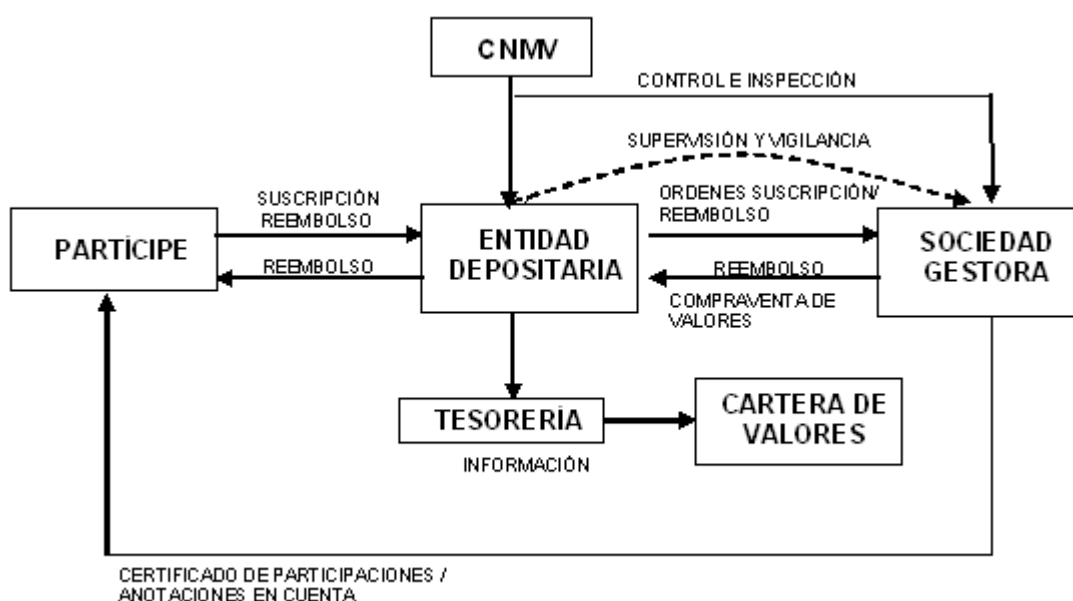 CNMV
CONTROL E INSPECCIÓN
SUPERVISIÓN Y VIGILANCIA
SUSCRIPCIÓN
REEMBOLSO
ORDENES SUSCRIPCIÓN/
REEMBOLSO
PARTÍCIPE
ENTIDAD
DEPOSITARIA
SOCIEDAD
GESTORA
REEMBOLSO
REEMBOLSO
COMPRAVENTA DE
VALORES
TESORERÍA
CARTERA DE
VALORES
INFORMACIÓN
CERTIFICADO DE PARTICIPACIONES /
ANOTACIONES EN CUENTA